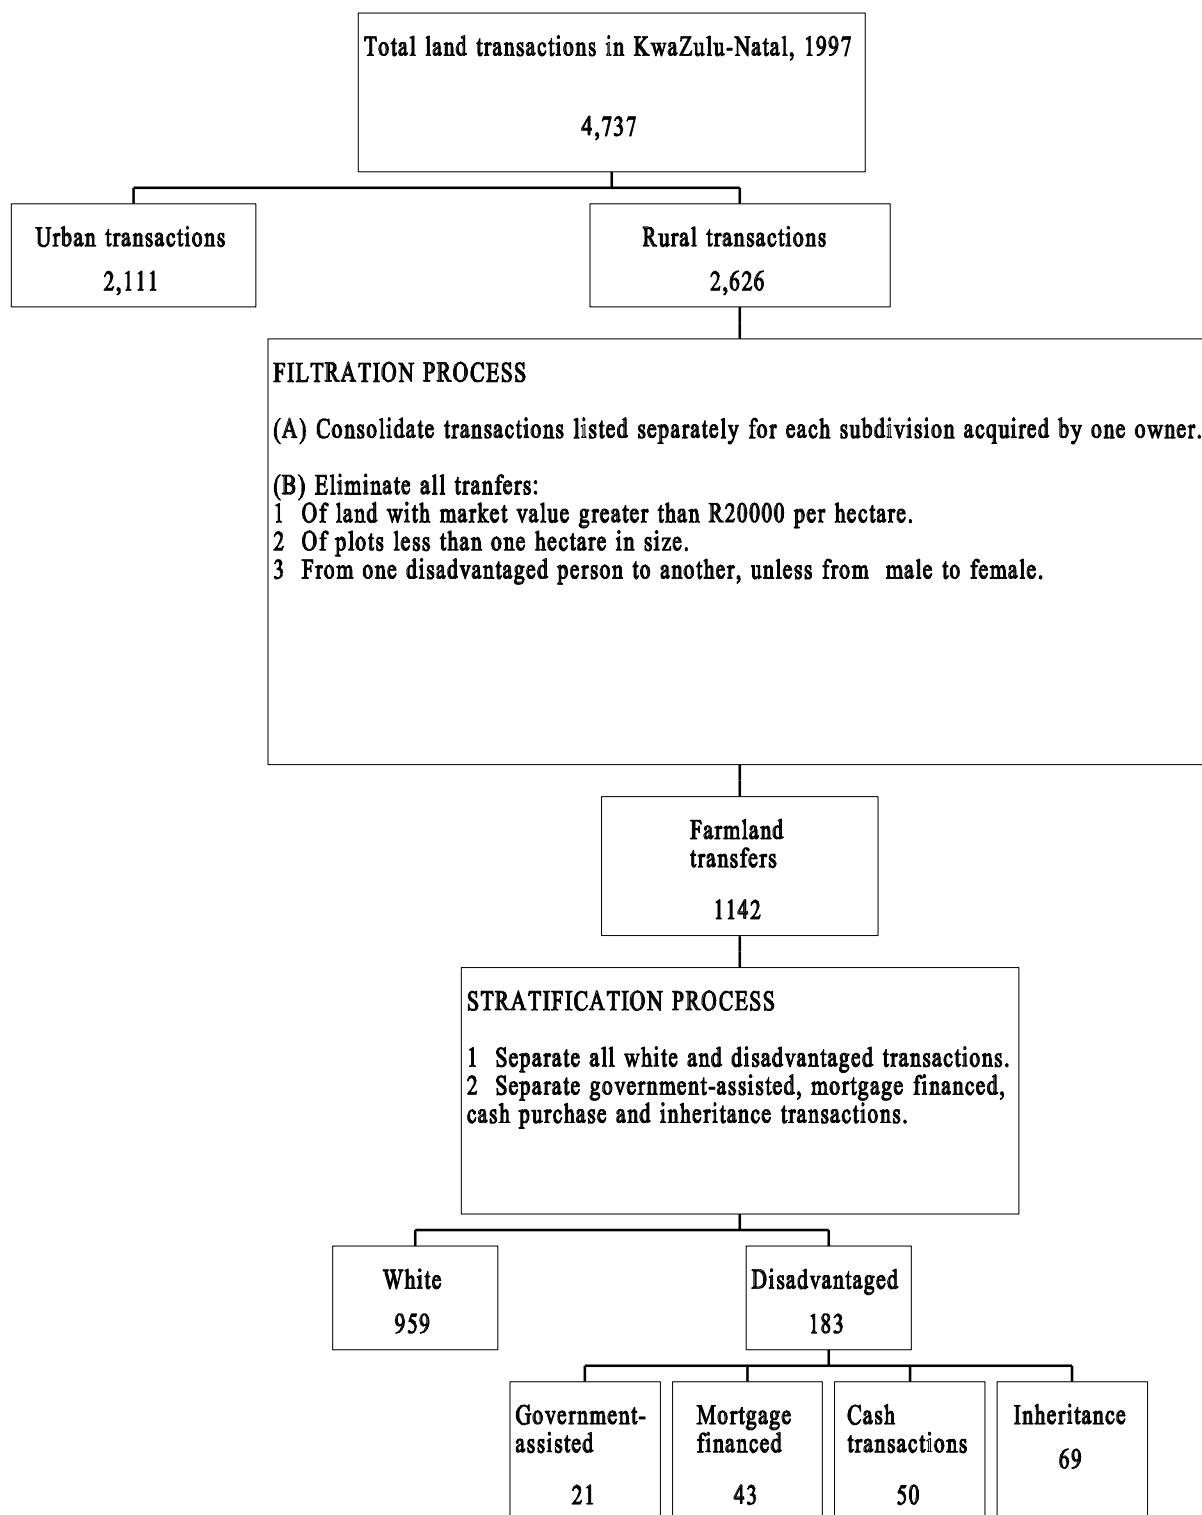 Total land transactions in KwaZulu-Natal, 1997
4,737
Urban transactions
2,111
Rural transactions
2,626
FILTRATION PROCESS
(A) Consolidate transactions listed separately for each subdivision acquired by one owner.
(B) Eliminate all tranfers:
1 Of land with market value greater than R20000 per hectare.
2 Of plots less than one hectare in size.
3 From one disadvantaged person to another, unless from male to female.
Farmland
transfers
1142
STRATIFICATION PROCESS
1 Separate all white and disadvantaged transactions.
2 Separate government-assisted, mortgage financed,
cash purchase and inheritance transactions.
White
959
Disadvantaged
183
Government-
assisted
21
Mortgage
financed
43
Cash
transactions
50
Inheritance
69